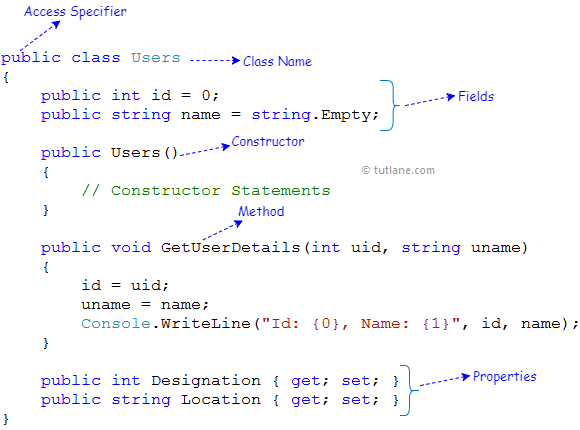 Access Specifier
public class Users
Class Name
{
public int id = 0;
public string name = string.Empty;
Fields
public Users()
Constructor
{
// Constructor Statements
© tutlane.com
}
Method
public void GetUserDetails(int uid, string uname)
{
id = uid;
uname = name;
Console.WriteLine("Id: {0}, Name: {1}", id, name);
}
public int Designation { get; set; }
public string Location { get; set; }
Properties
}